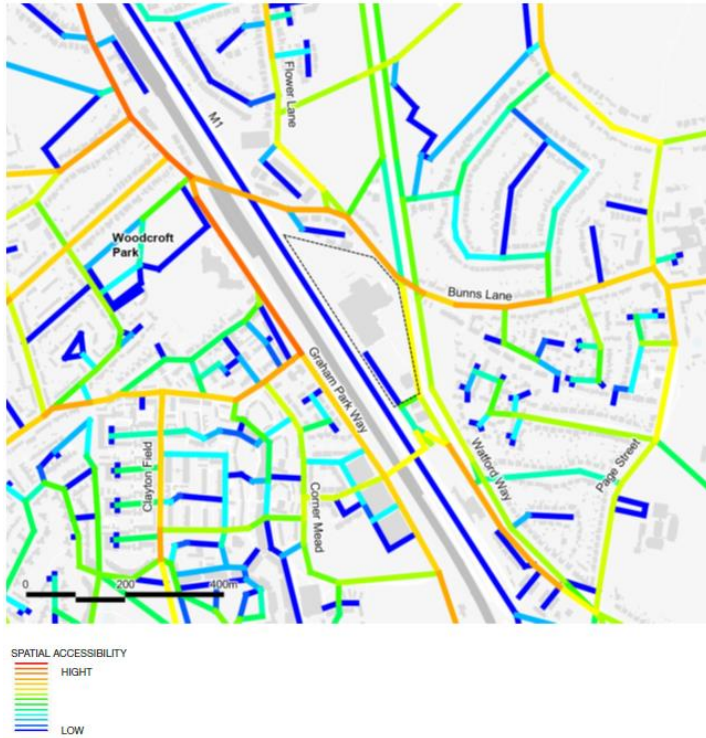 Flower Lane
M1
Woodcroft
Park
Bunns Lane
Graham Park Way
Clayton Field
Corner Mead
Watford Way
Page Street
0 200 400m
SPATIAL ACCESSIBILITY
HIGHT
LOW